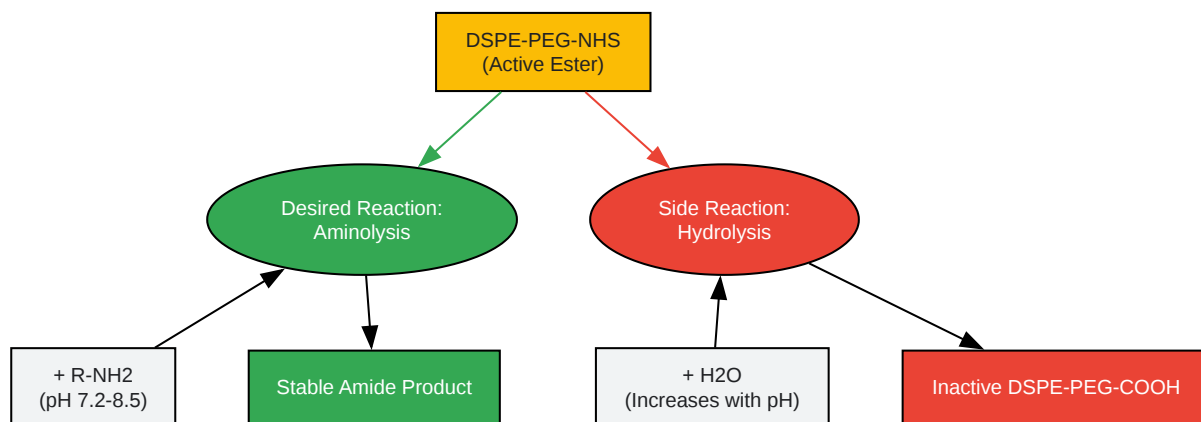 DSPE-PEG-NHS
(Active Ester)
Desired Reaction:
Aminolysis
Side Reaction:
Hydrolysis
+ R-NH2
(pH 7.2-8.5)
Stable Amide Product
+ H2O
(Increases with pH)
Inactive DSPE-PEG-COOH